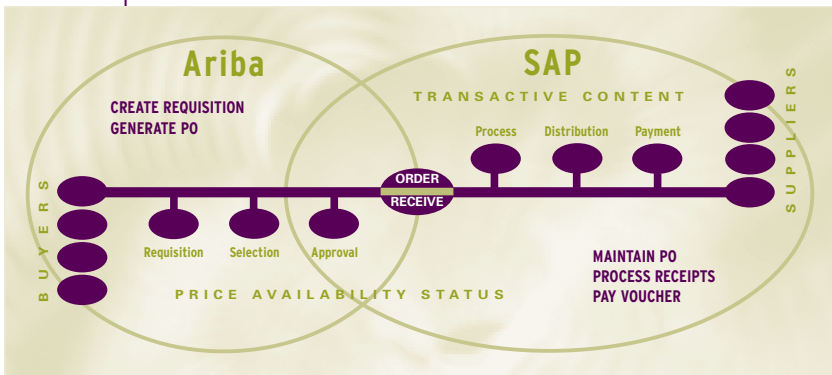 Ariba
SAP
TRANSACTIVE CONTENT
CREATE REQUISITION
GENERATE PO
Process
Distribution
Payment
SUPPLIERS
BUYERS
ORDER
RECEIVE
Requisition
Selection
Approval
MAINTAIN PO
PROCESS RECEIPTS
PAY VOUCHER
PRICE AVAILABILITY STATUS